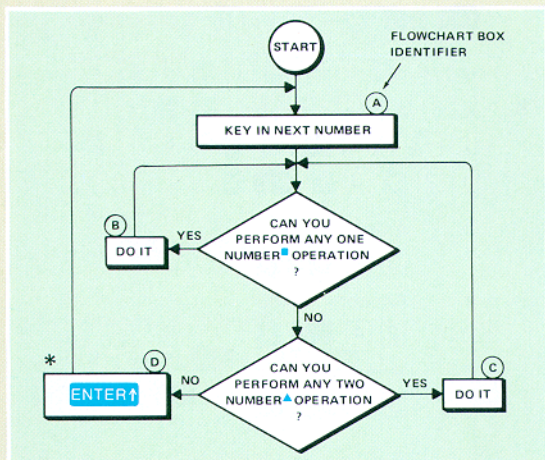 START
FLOWCHART BOX
IDENTIFIER
A
KEY IN NEXT NUMBER
B
YES
DO IT
CAN YOU
PERFORM ANY ONE
NUMBER■ OPERATION
?
NO
*
D
ENTER↑
NO
CAN YOU
PERFORM ANY TWO
NUMBER▲ OPERATION
?
YES
C
DO IT